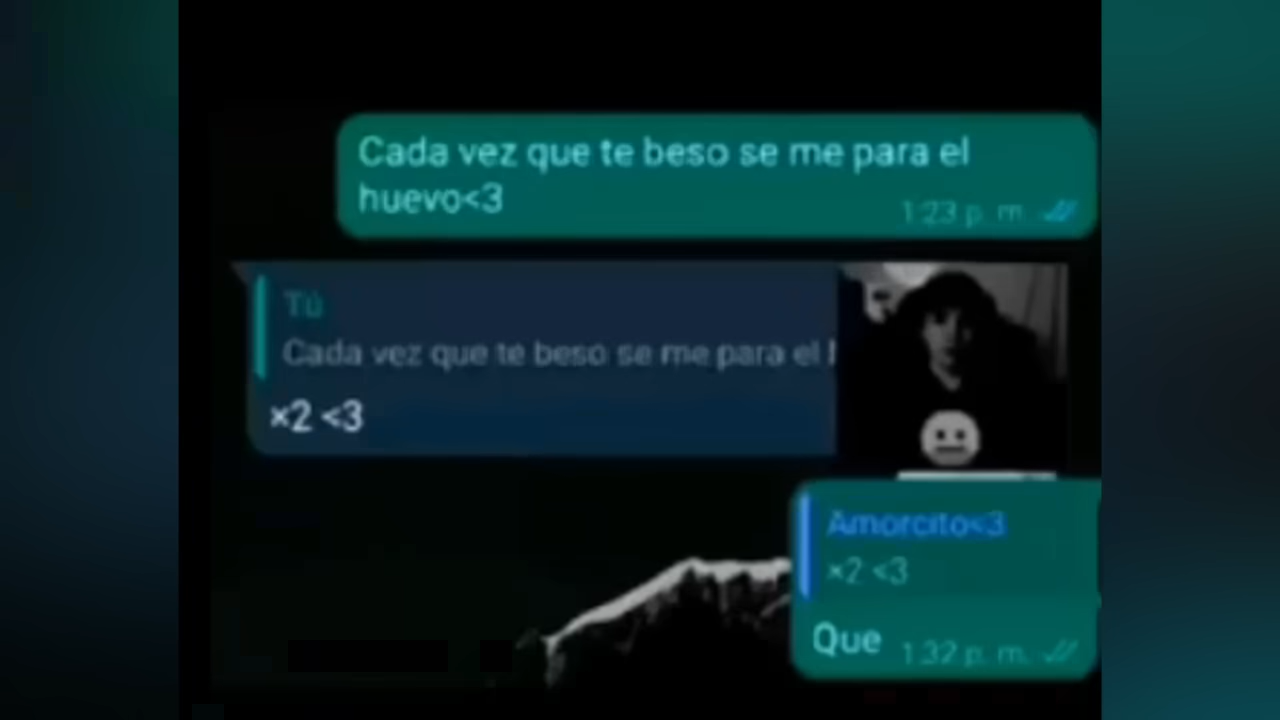 Cada vez que te beso se me para el
huevo<3
1:23 p. m.
Tú
Cada vez que te beso se me para el
×2 <3
Amorcito<3
×2 <3
Que
1:32 p. m.